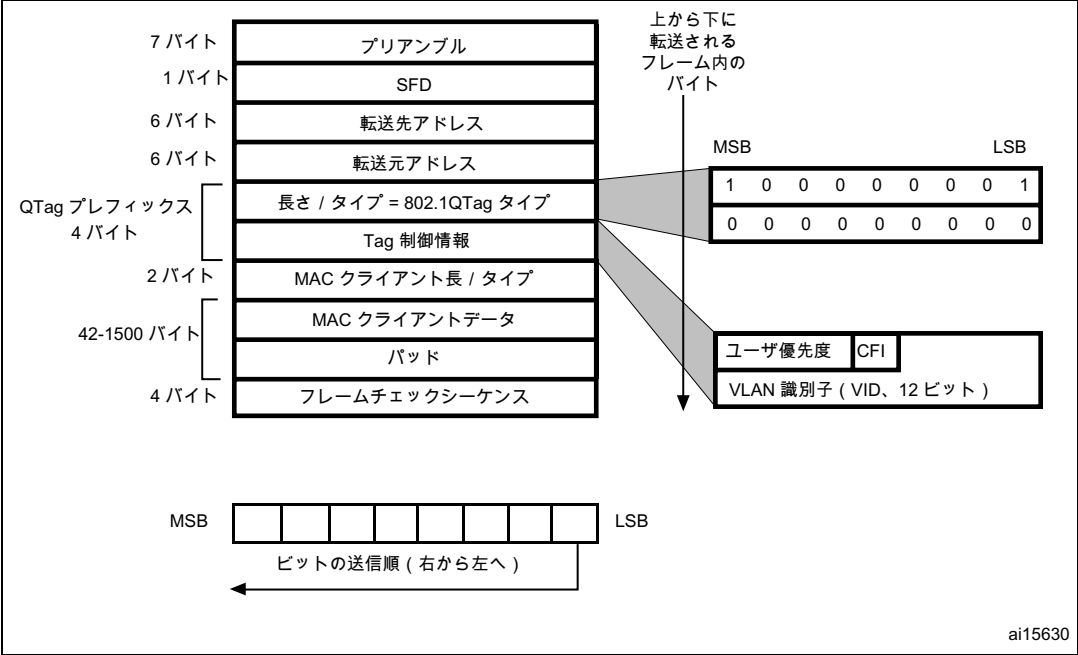 7 バイト
プリアンブル
1 バイト
SFD
6 バイト
転送先アドレス
6 バイト
転送元アドレス
QTag プレフィックス
4 バイト
長さ / タイプ = 802.1QTag タイプ
Tag 制御情報
2 バイト
MAC クライアント長 / タイプ
42-1500 バイト
MAC クライアントデータ
パッド
4 バイト
フレームチェックシーケンス
上から下に
転送される
フレーム内の
バイト
MSB LSB
1 0 0 0 0 0 0 0 1
0 0 0 0 0 0 0 0 0
ユーザ優先度 CFI
VLAN 識別子 ( VID、12 ビット )
MSB LSB
ビットの送信順 ( 右から左へ )
ai15630